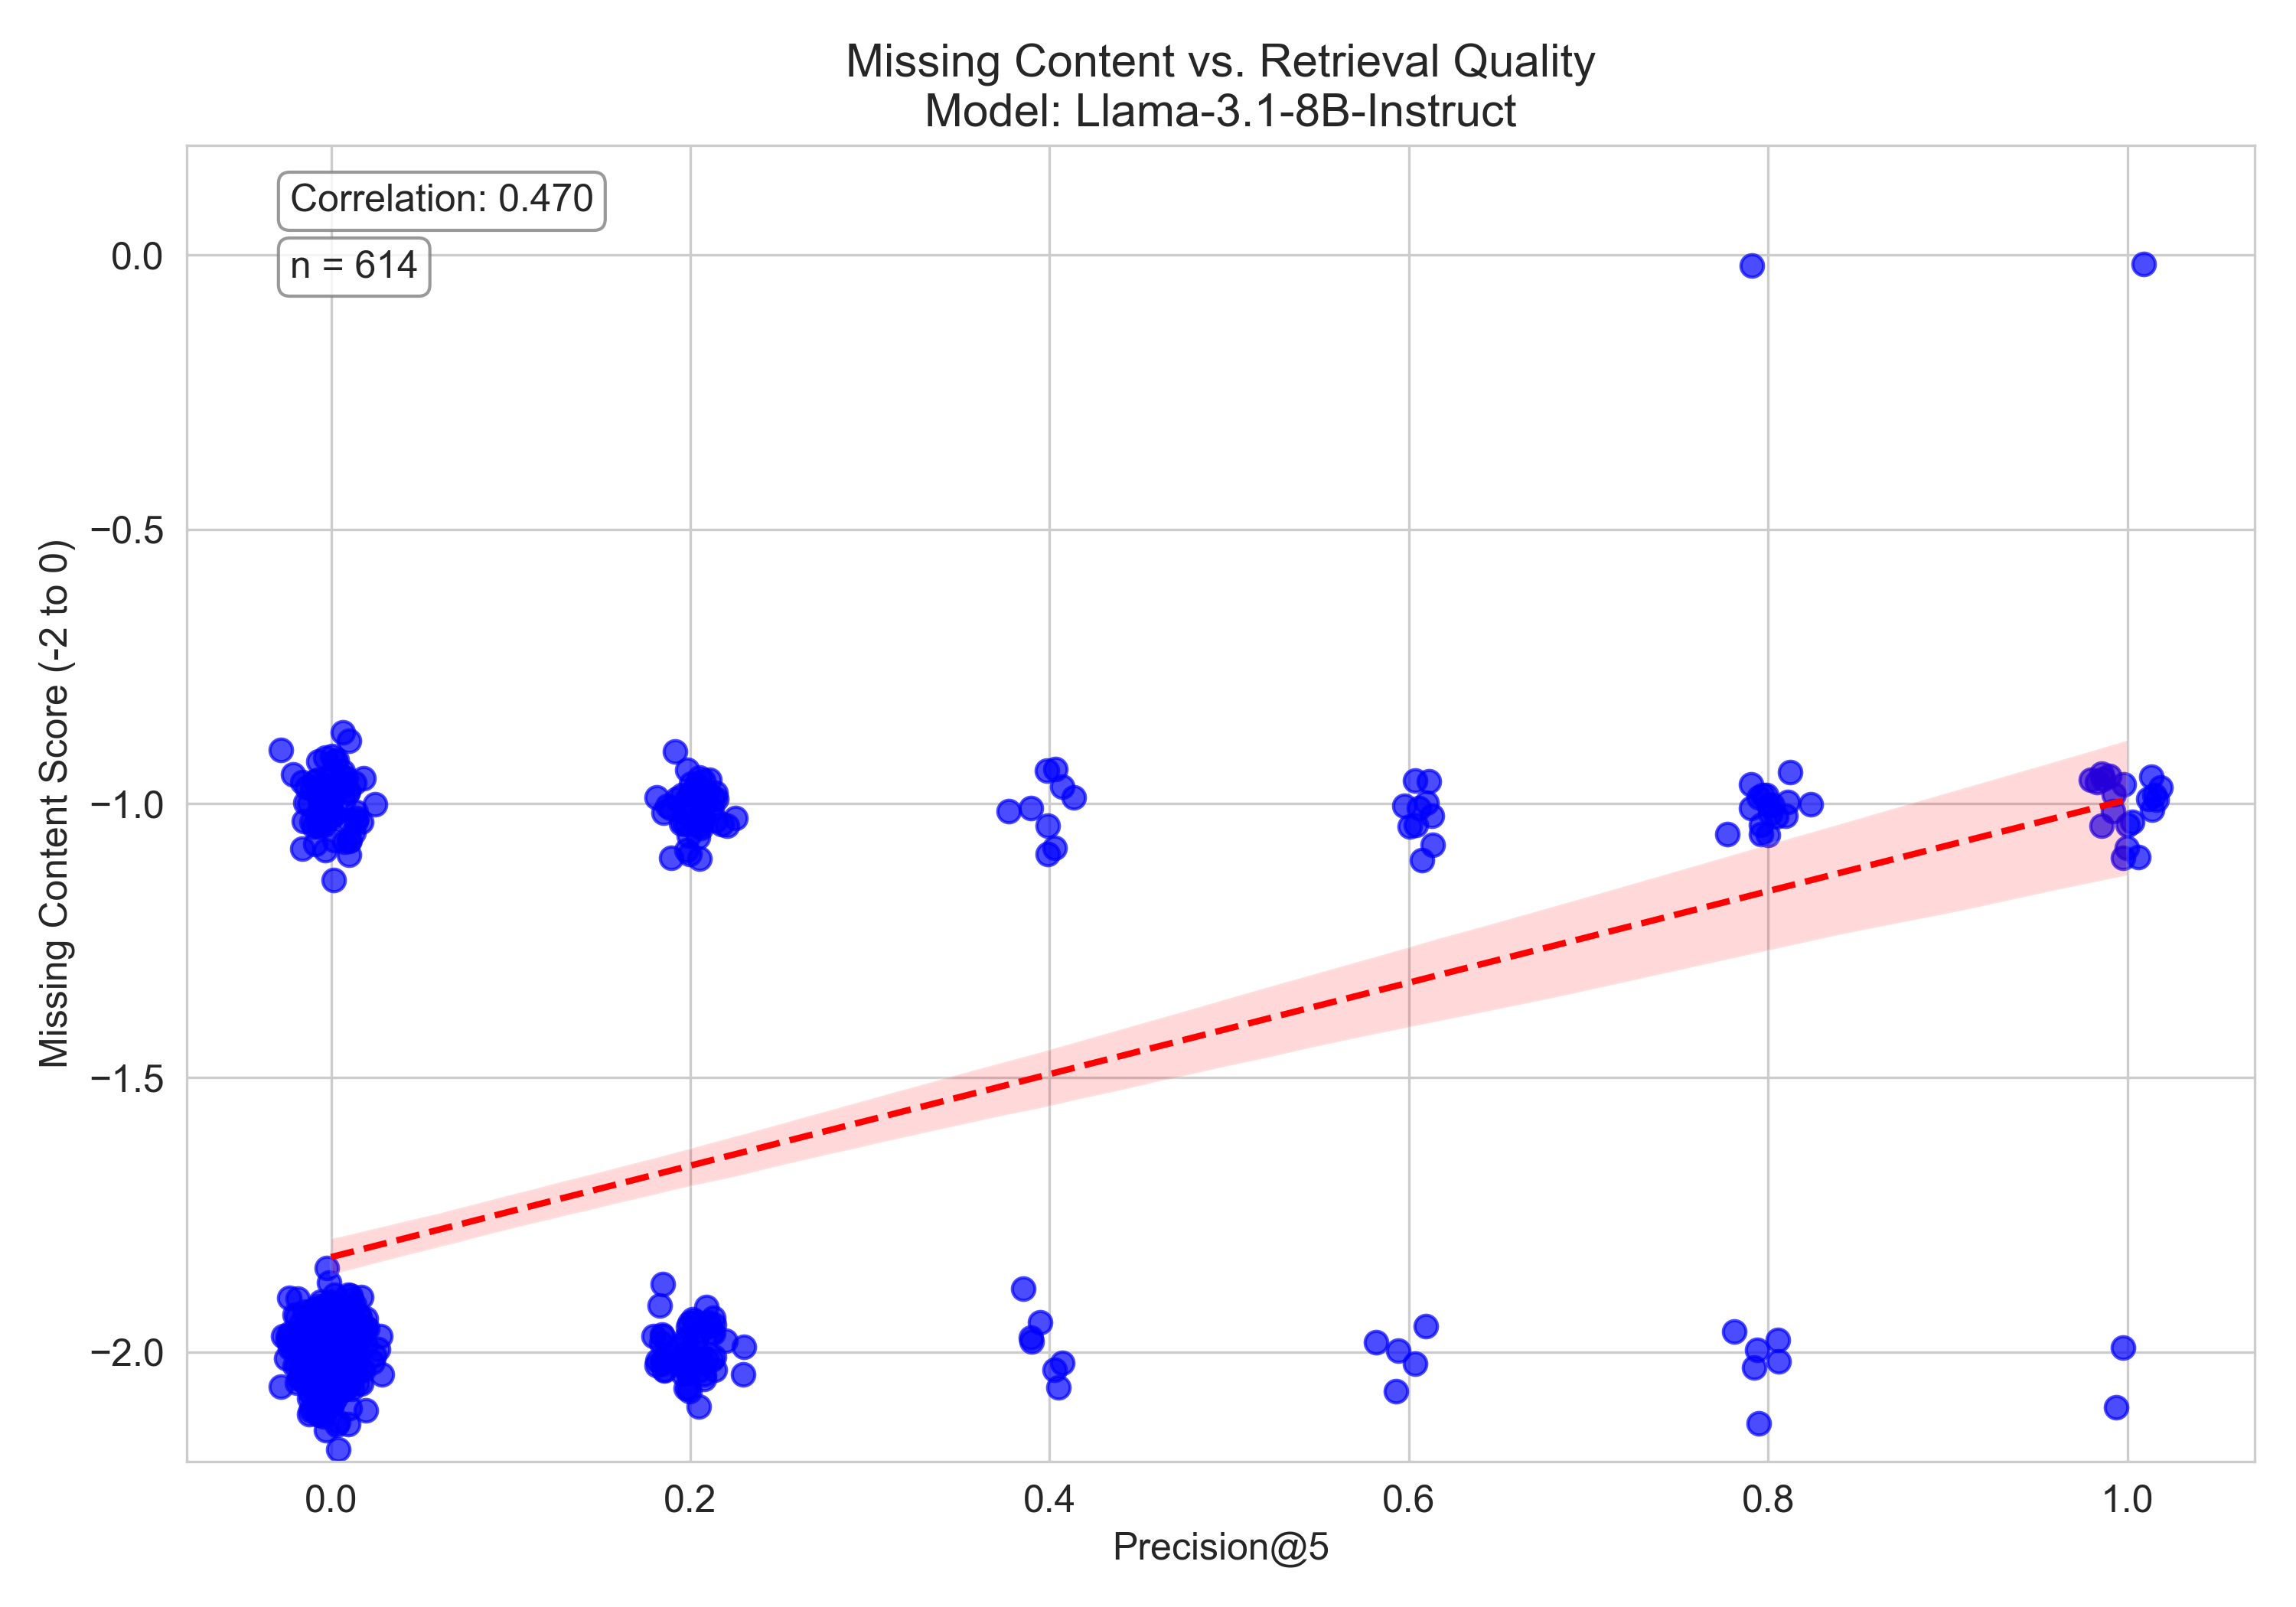 Missing Content vs. Retrieval Quality
Model: Llama-3.1-8B-Instruct
Correlation: 0.470
n = 614
Missing Content Score (-2 to 0)
0.0
−0.5
−1.0
−1.5
−2.0
0.0
0.2
0.4
0.6
0.8
1.0
Precision@5